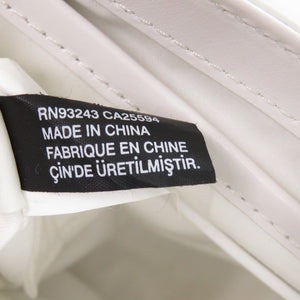 RN93243 CA25594
MADE IN CHINA
FABRIQUE EN CHINE
ÇİN'DE ÜRETİLMİŞTİR.